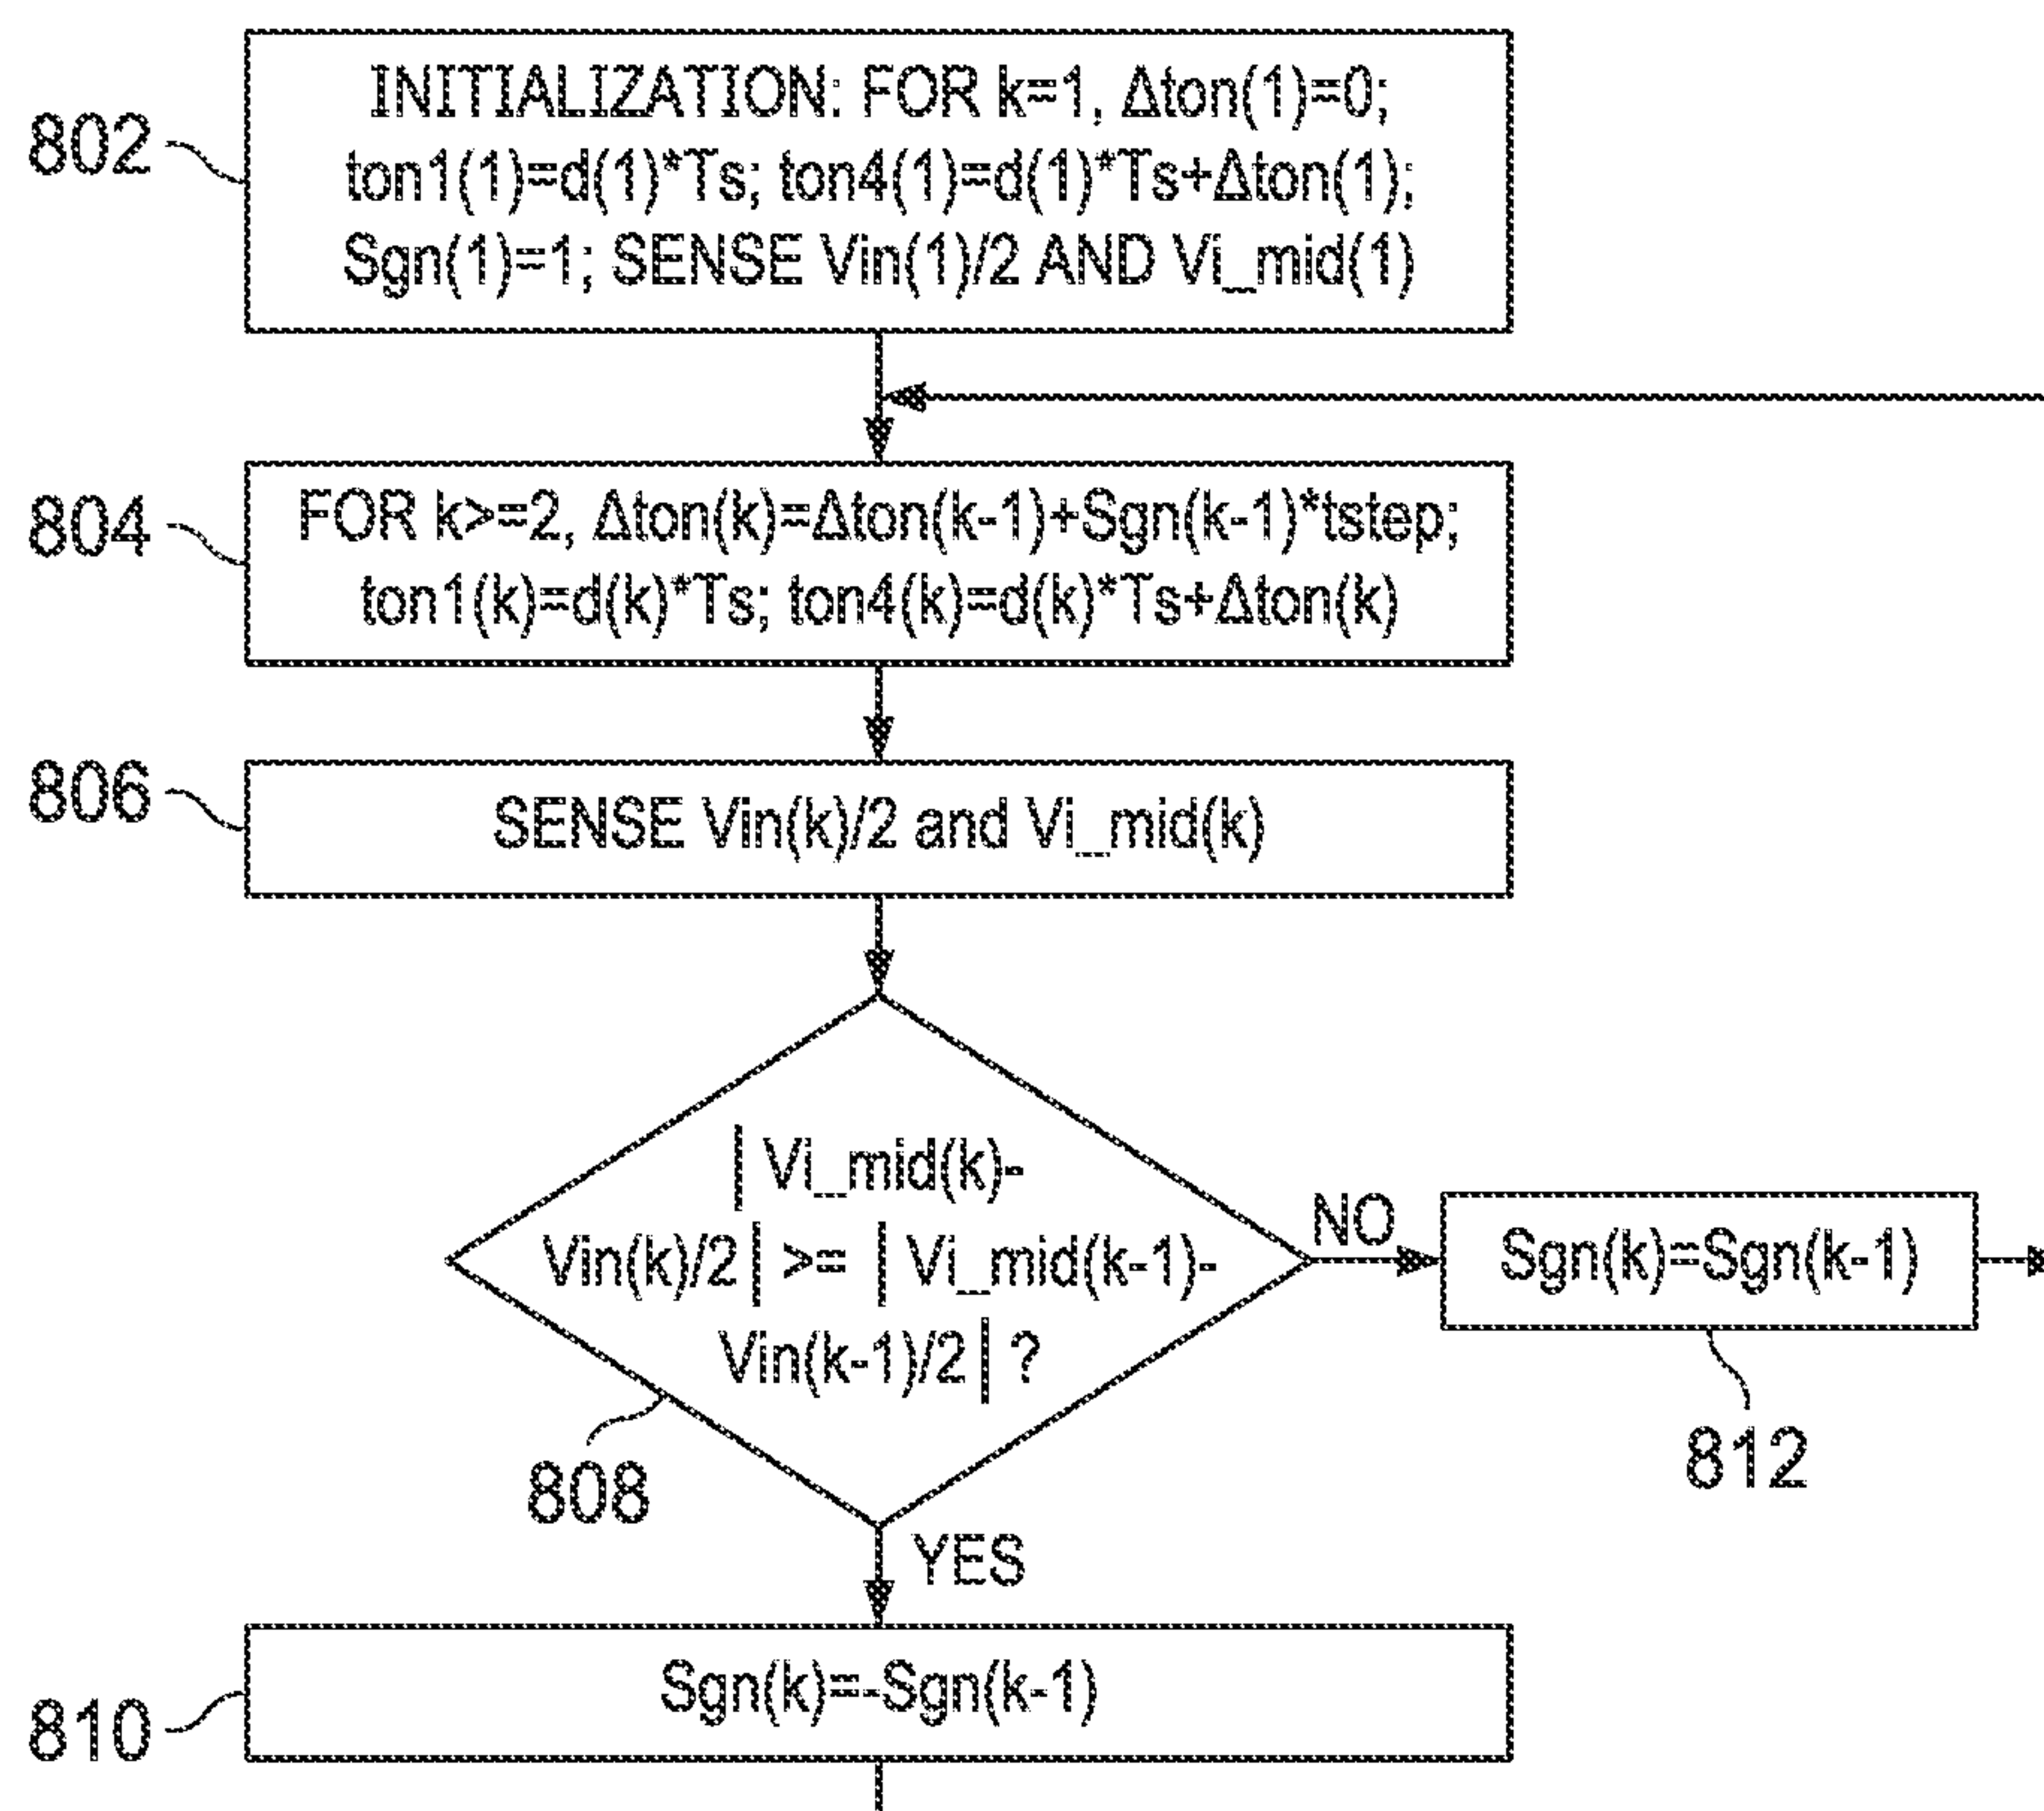 802
INITIALIZATION: FOR k=1, Δton(1)=0;
ton1(1)=d(1)*Ts; ton4(1)=d(1)*Ts+Δton(1);
Sgn(1)=1; SENSE Vin(1)/2 AND Vi_mid(1)
804
FOR k>=2, Δton(k)=Δton(k-1)+Sgn(k-1)*tstep;
ton1(k)=d(k)*Ts; ton4(k)=d(k)*Ts+Δton(k)
806
SENSE Vin(k)/2 and Vi_mid(k)
| Vi_mid(k)-
Vin(k)/2 | >= | Vi_mid(k-1)-
Vin(k-1)/2 | ?
808
NO
Sgn(k)=Sgn(k-1)
812
YES
810
Sgn(k)=-Sgn(k-1)